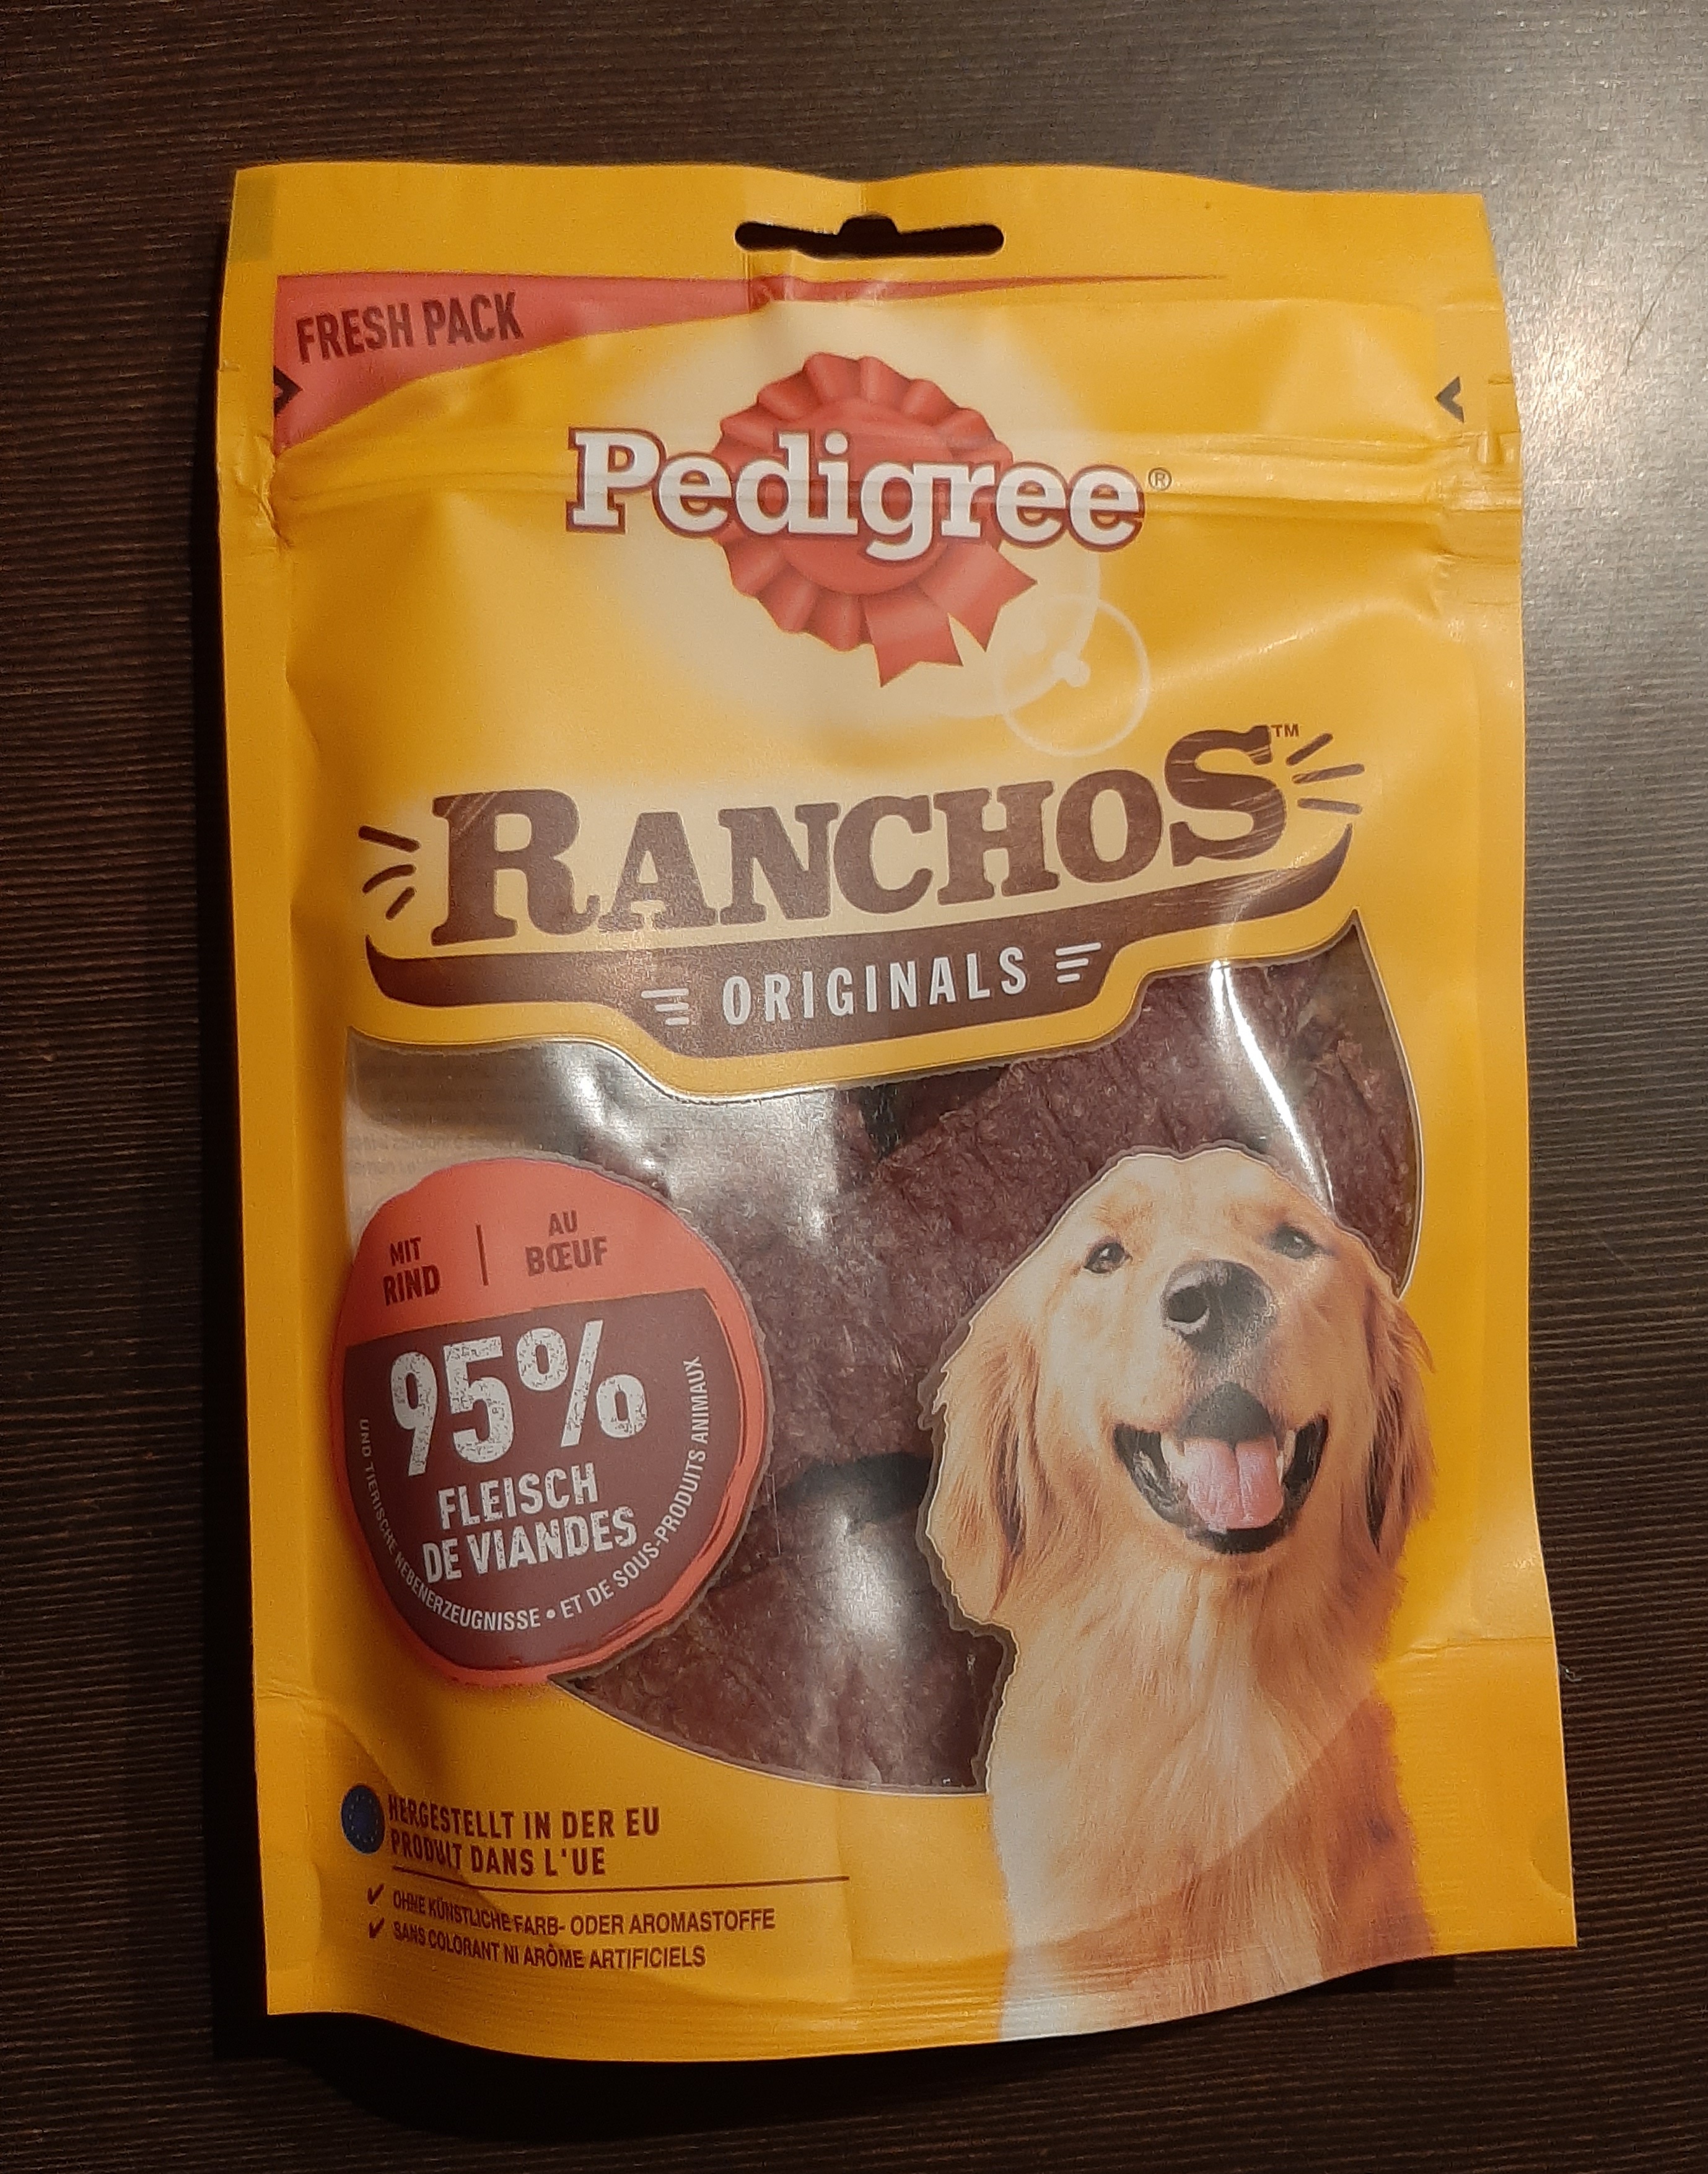 FRESH PACK
Pedigree®
RANCHOS™
ORIGINALS
MIT
RIND
AU
BŒUF
95%
FLEISCH
DE VIANDES
UND TIERISCHE NEBENERZEUGNISSE • ET DE SOUS-PRODUITS ANIMAUX
HERGESTELLT IN DER EU
PRODUIT DANS L'UE
✓ OHNE KÜNSTLICHE FARB- ODER AROMASTOFFE
✓ SANS COLORANT NI ARÔME ARTIFICIELS